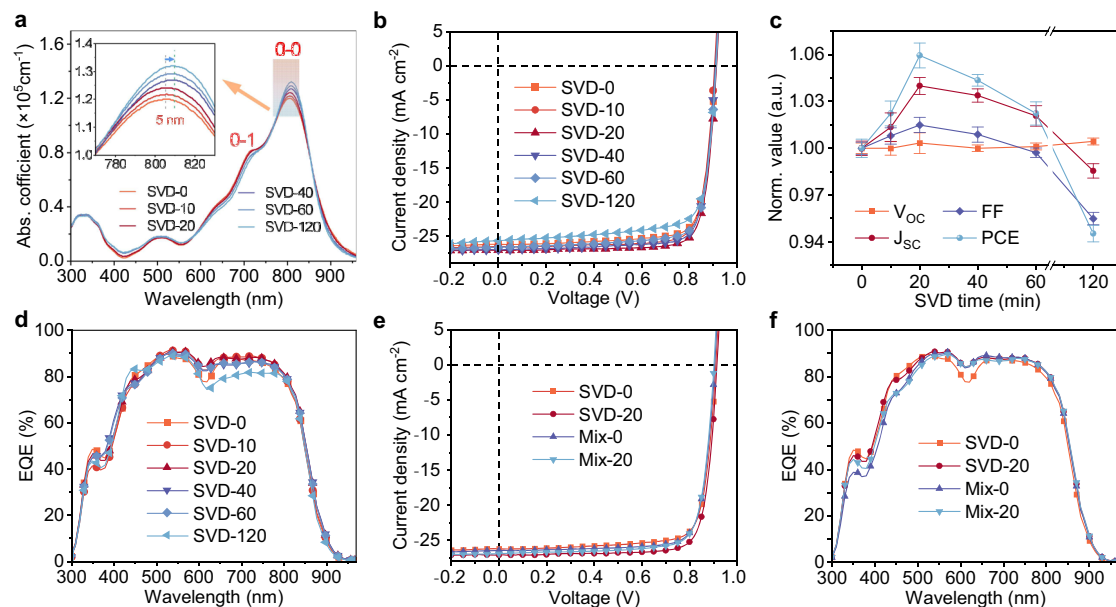 a
Abs. cofficient (×10⁵cm⁻¹)
1.6
1.2
0.8
0.4
0.0
1.4
1.3
1.2
1.1
780 800 820
5 nm
0-0
0-1
SVD-0
SVD-10
SVD-20
SVD-40
SVD-60
SVD-120
300 400 500 600 700 800 900
Wavelength (nm)
b
Current density (mA cm⁻²)
5
0
-5
-10
-15
-20
-25
SVD-0
SVD-10
SVD-20
SVD-40
SVD-60
SVD-120
-0.2 0.0 0.2 0.4 0.6 0.8 1.0
Voltage (V)
c
Norm. value (a.u.)
1.06
1.03
1.00
0.97
0.94
V_OC
J_SC
FF
PCE
0 20 40 60 120
SVD time (min)
d
EQE (%)
100
80
60
40
20
0
SVD-0
SVD-10
SVD-20
SVD-40
SVD-60
SVD-120
300 400 500 600 700 800 900
Wavelength (nm)
e
Current density (mA cm⁻²)
5
0
-5
-10
-15
-20
-25
SVD-0
SVD-20
Mix-0
Mix-20
-0.2 0.0 0.2 0.4 0.6 0.8 1.0
Voltage (V)
f
EQE (%)
100
80
60
40
20
0
SVD-0
SVD-20
Mix-0
Mix-20
300 400 500 600 700 800 900
Wavelength (nm)